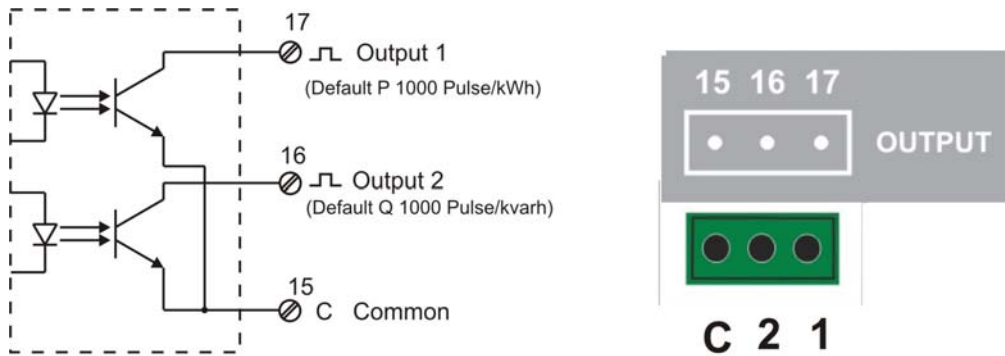 17
Output 1
(Default P 1000 Pulse/kWh)
16
Output 2
(Default Q 1000 Pulse/kvarh)
15
C Common
15 16 17
OUTPUT
C 2 1